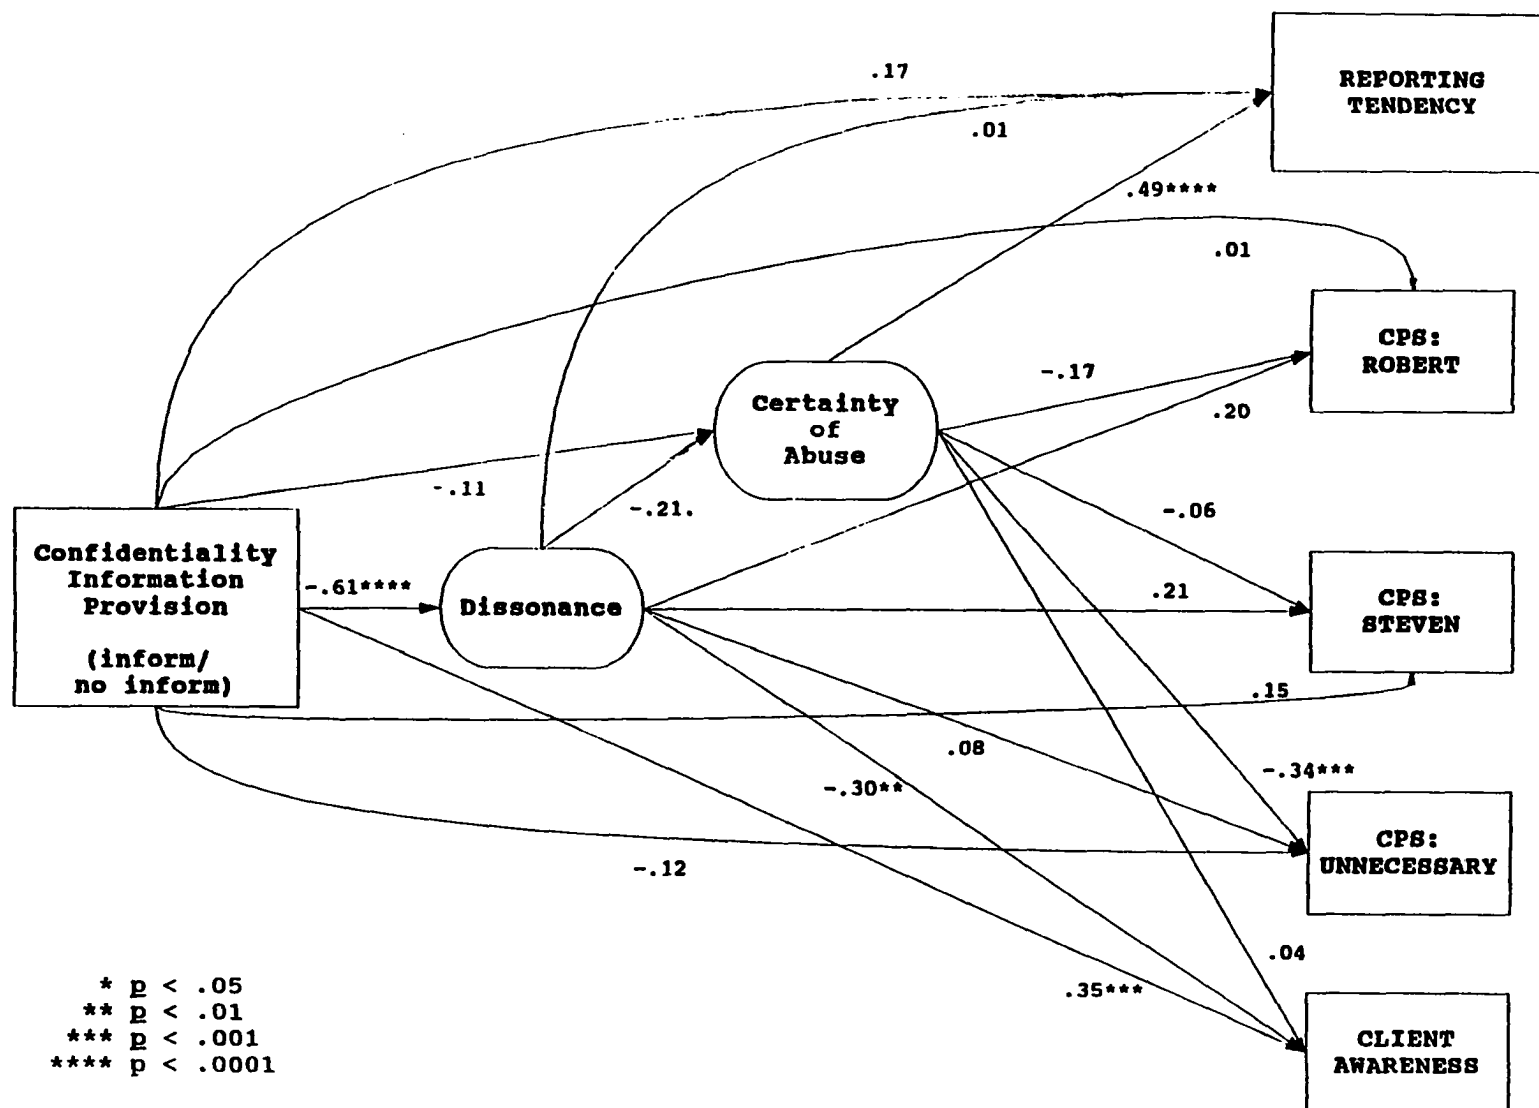 .17
REPORTING
TENDENCY
.01
.49****
.01
CPS:
ROBERT
-.17
.20
Certainty
of
Abuse
-.11
-.21.
-.06
Confidentiality
Information
Provision
(inform/
no inform)
-.61****
Dissonance
.21
CPS:
STEVEN
.15
.08
-.34***
-.30**
CPS:
UNNECESSARY
-.12
.04
.35***
CLIENT
AWARENESS
* p < .05
** p < .01
*** p < .001
**** p < .0001